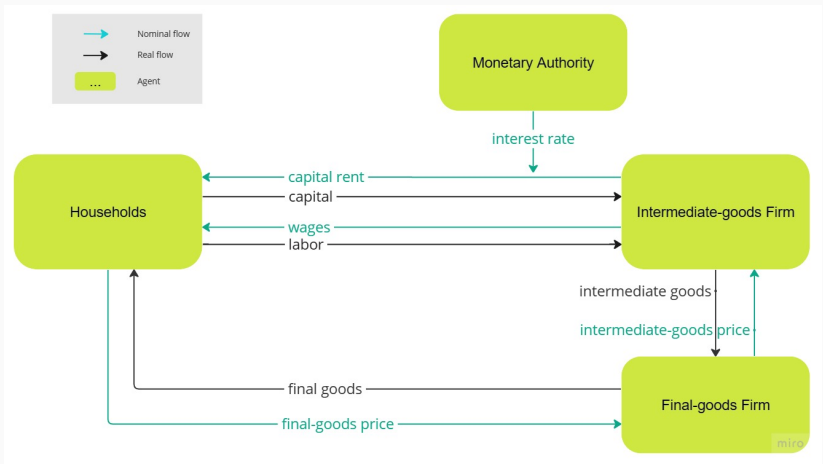 Nominal flow
Real flow
...
Agent
Monetary Authority
interest rate
capital rent
capital
Households
Intermediate-goods Firm
wages
labor
intermediate goods
intermediate-goods price
final goods
Final-goods Firm
final-goods price
miro